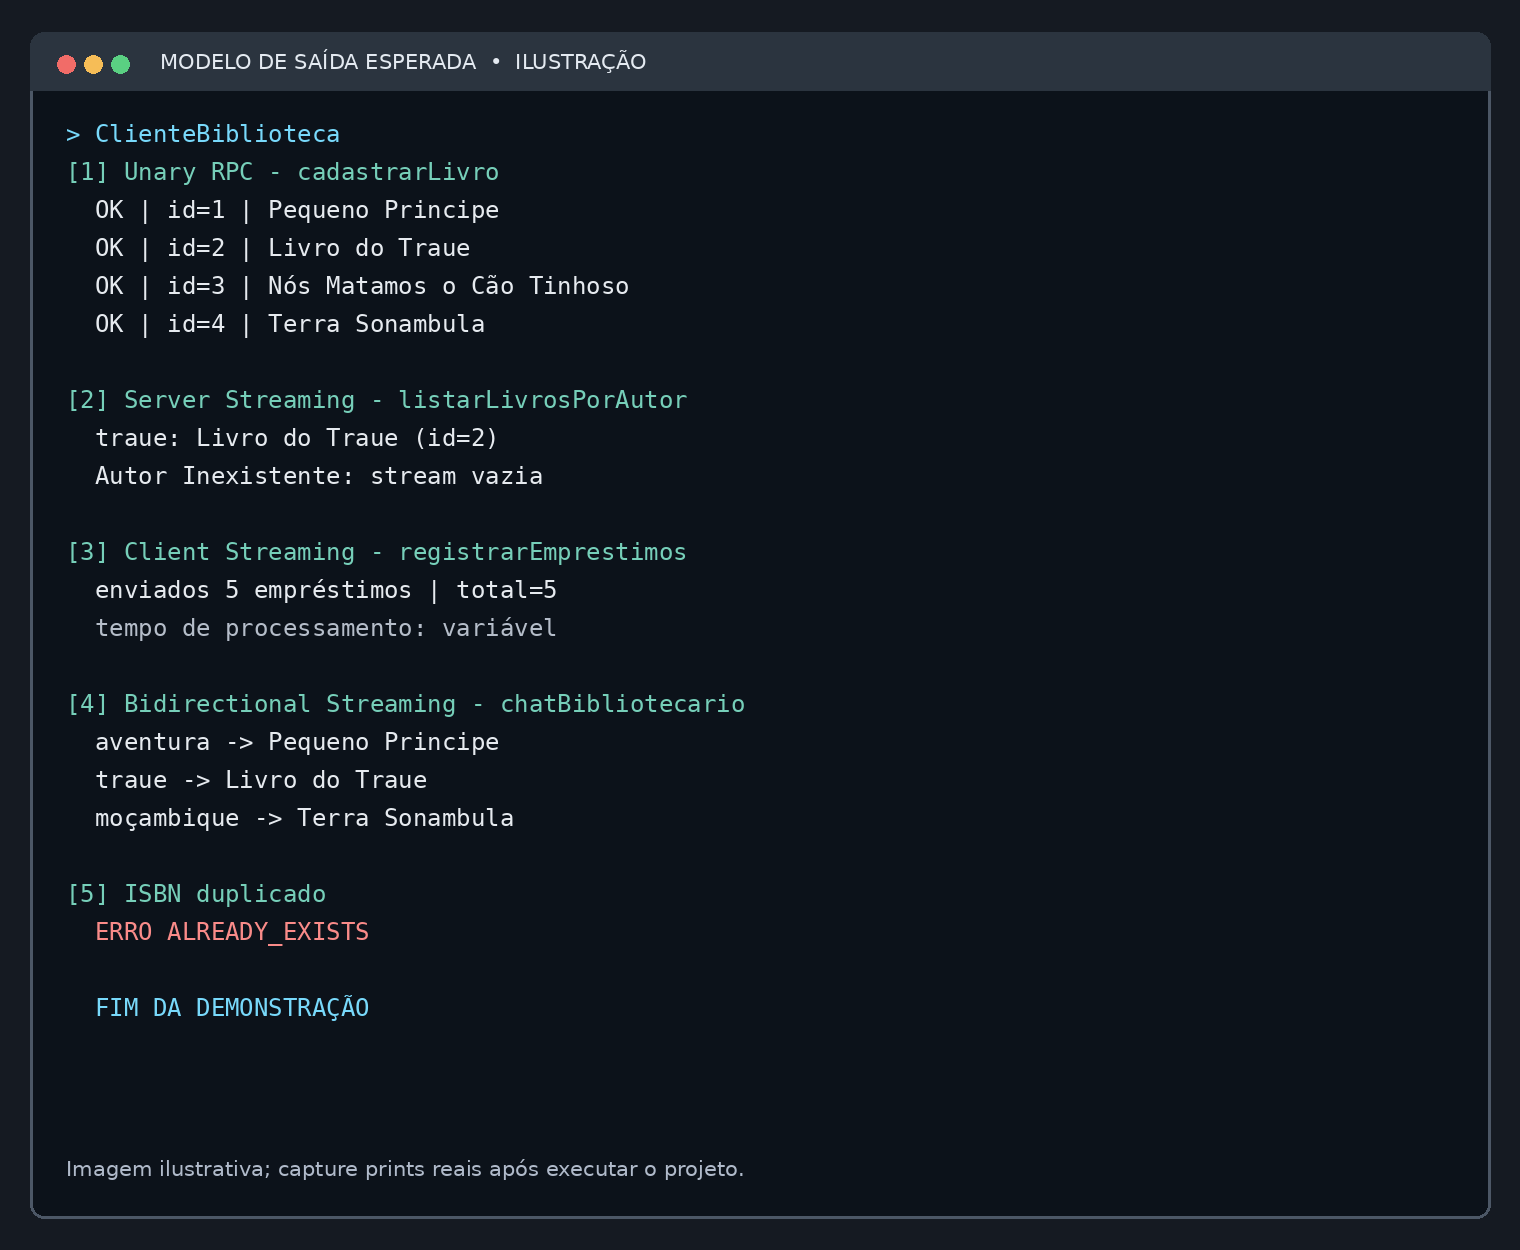 MODELO DE SAÍDA ESPERADA • ILUSTRAÇÃO
> ClienteBiblioteca
[1] Unary RPC - cadastrarLivro
OK | id=1 | Pequeno Principe
OK | id=2 | Livro do Traue
OK | id=3 | Nós Matamos o Cão Tinhoso
OK | id=4 | Terra Sonambula
[2] Server Streaming - listarLivrosPorAutor
traue: Livro do Traue (id=2)
Autor Inexistente: stream vazia
[3] Client Streaming - registrarEmprestimos
enviados 5 empréstimos | total=5
tempo de processamento: variável
[4] Bidirectional Streaming - chatBibliotecario
aventura -> Pequeno Principe
traue -> Livro do Traue
moçambique -> Terra Sonambula
[5] ISBN duplicado
ERRO ALREADY_EXISTS
FIM DA DEMONSTRAÇÃO
Imagem ilustrativa; capture prints reais após executar o projeto.